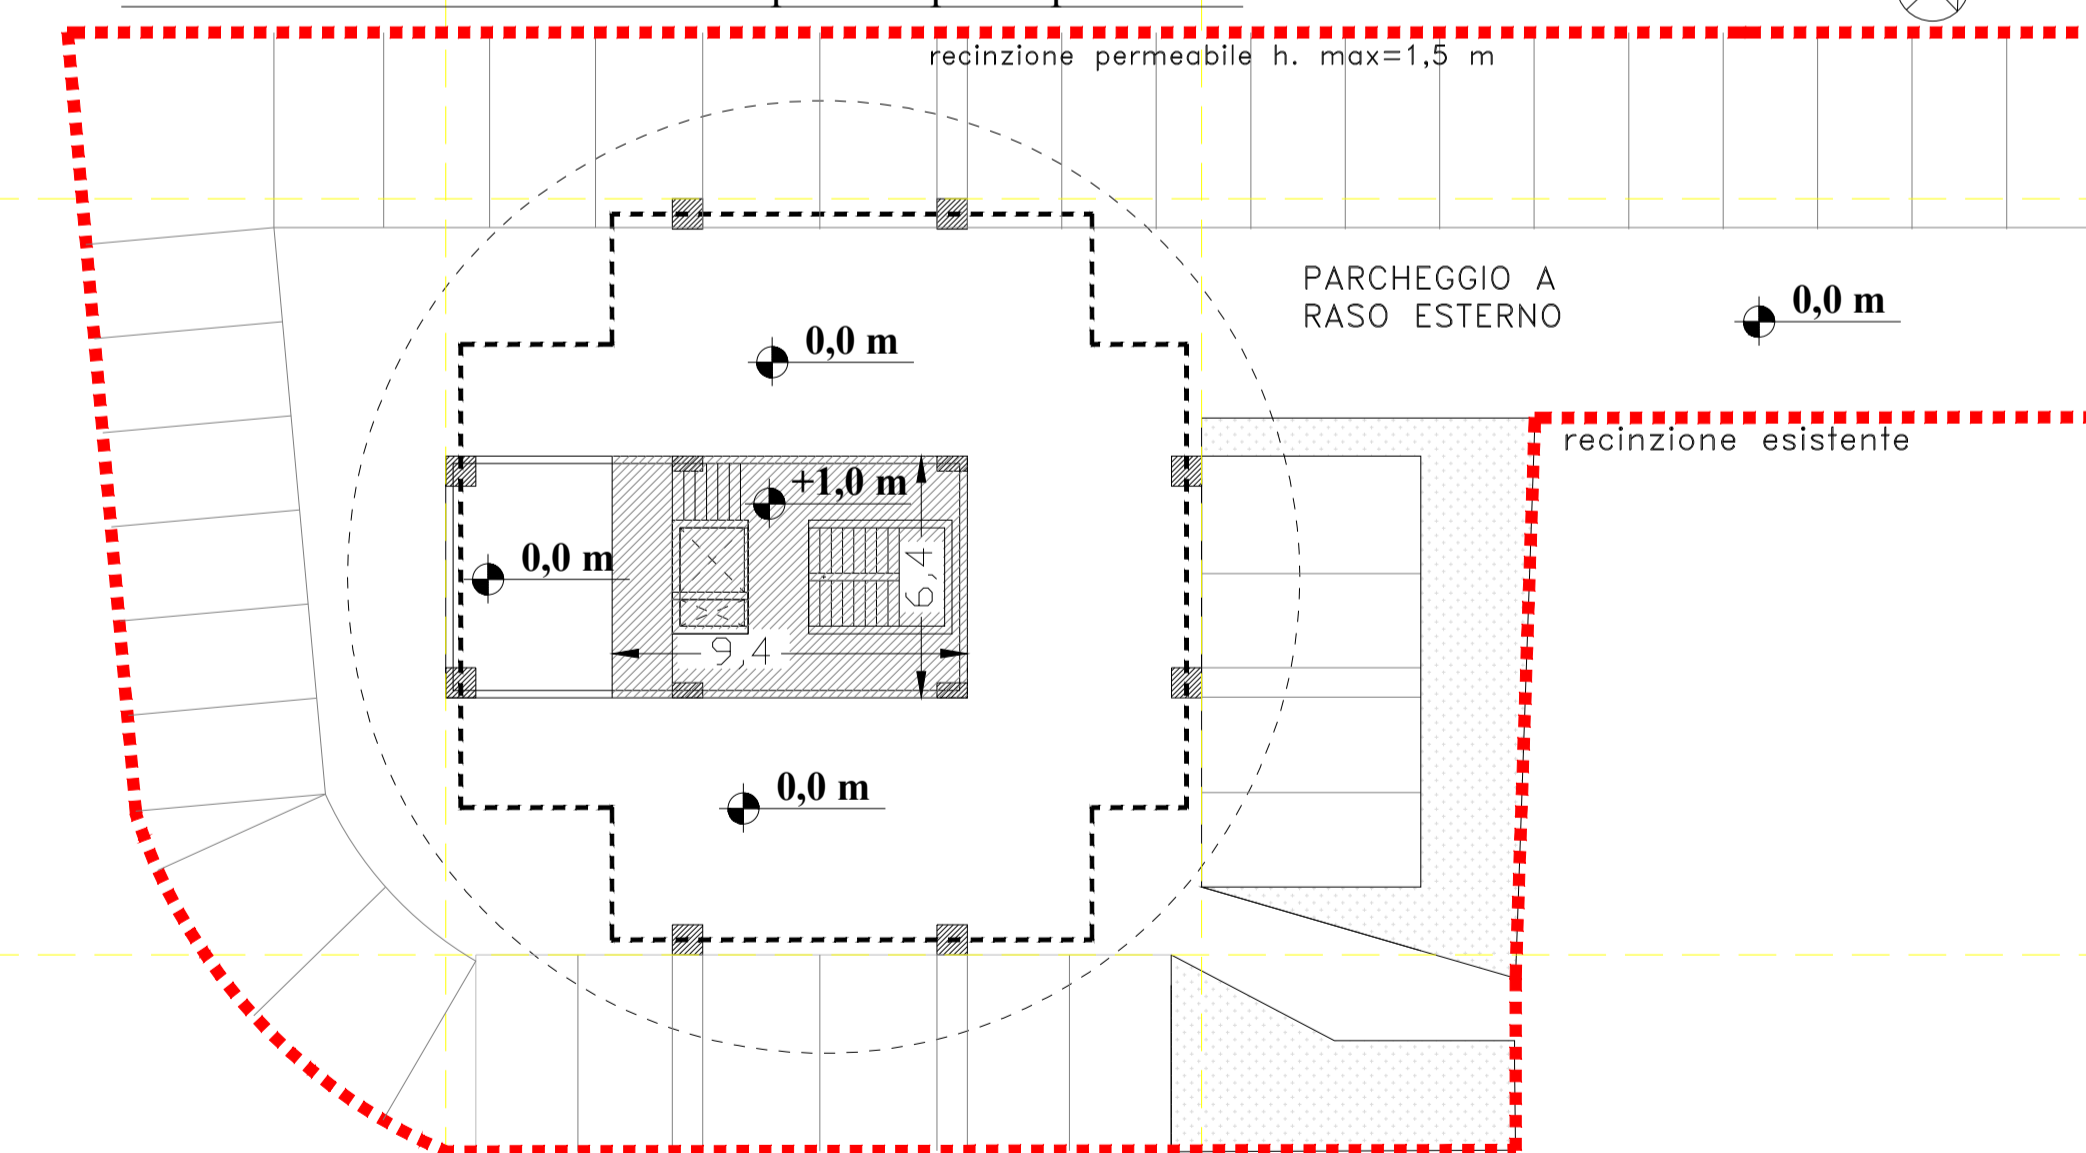 recinzione permeabile h. max=1,5 m
PARCHEGGIO A
RASO ESTERNO
0,0 m
0,0 m
recinzione esistente
+1,0 m
0,0 m
6,4
9,4
0,0 m